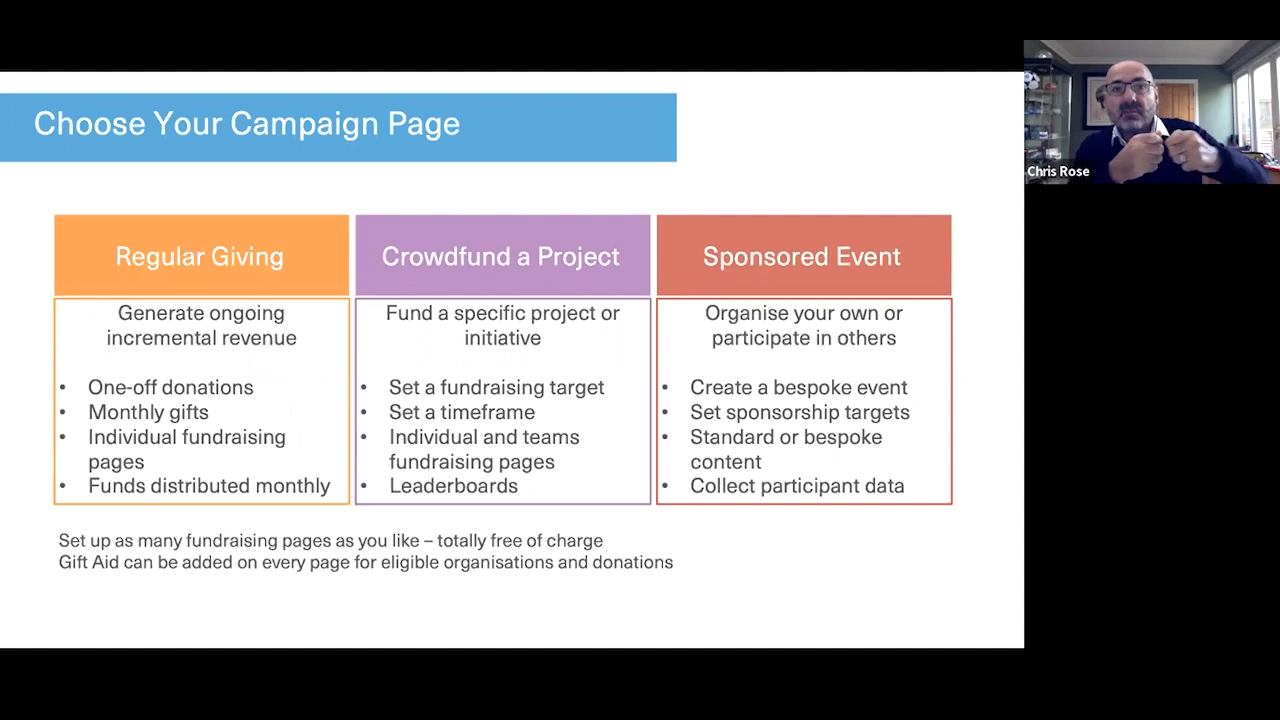 Choose Your Campaign Page
Chris Rose
Regular Giving
Generate ongoing
incremental revenue
• One-off donations
• Monthly gifts
• Individual fundraising
pages
• Funds distributed monthly
Crowdfund a Project
Fund a specific project or
initiative
• Set a fundraising target
• Set a timeframe
• Individual and teams
fundraising pages
• Leaderboards
Sponsored Event
Organise your own or
participate in others
• Create a bespoke event
• Set sponsorship targets
• Standard or bespoke
content
• Collect participant data
Set up as many fundraising pages as you like – totally free of charge
Gift Aid can be added on every page for eligible organisations and donations